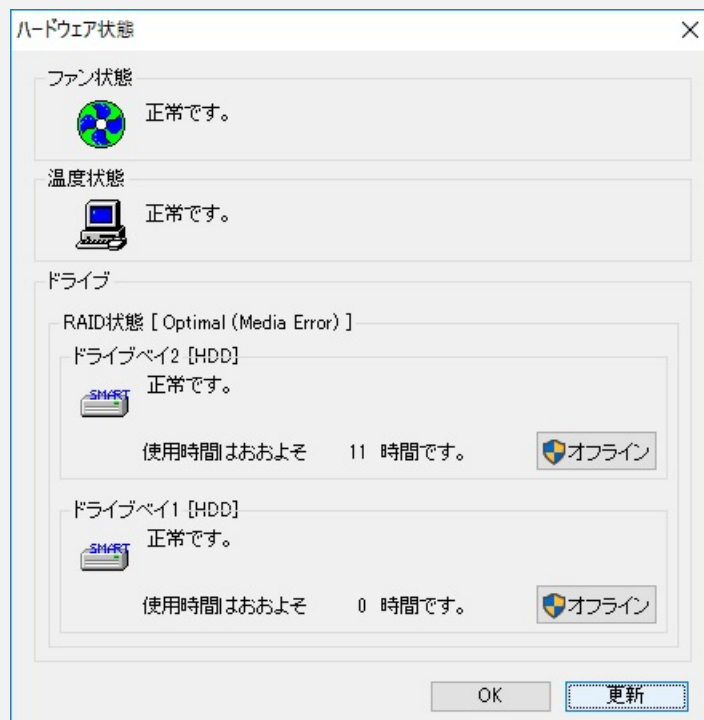 ハードウェア状態
ファン状態
正常です。
温度状態
正常です。
ドライブ
RAID状態 [ Optimal (Media Error) ]
ドライブベイ2 [HDD]
SMART
正常です。
使用時間はおおよそ 11 時間です。
オフライン
ドライブベイ1 [HDD]
SMART
正常です。
使用時間はおおよそ 0 時間です。
オフライン
OK
更新